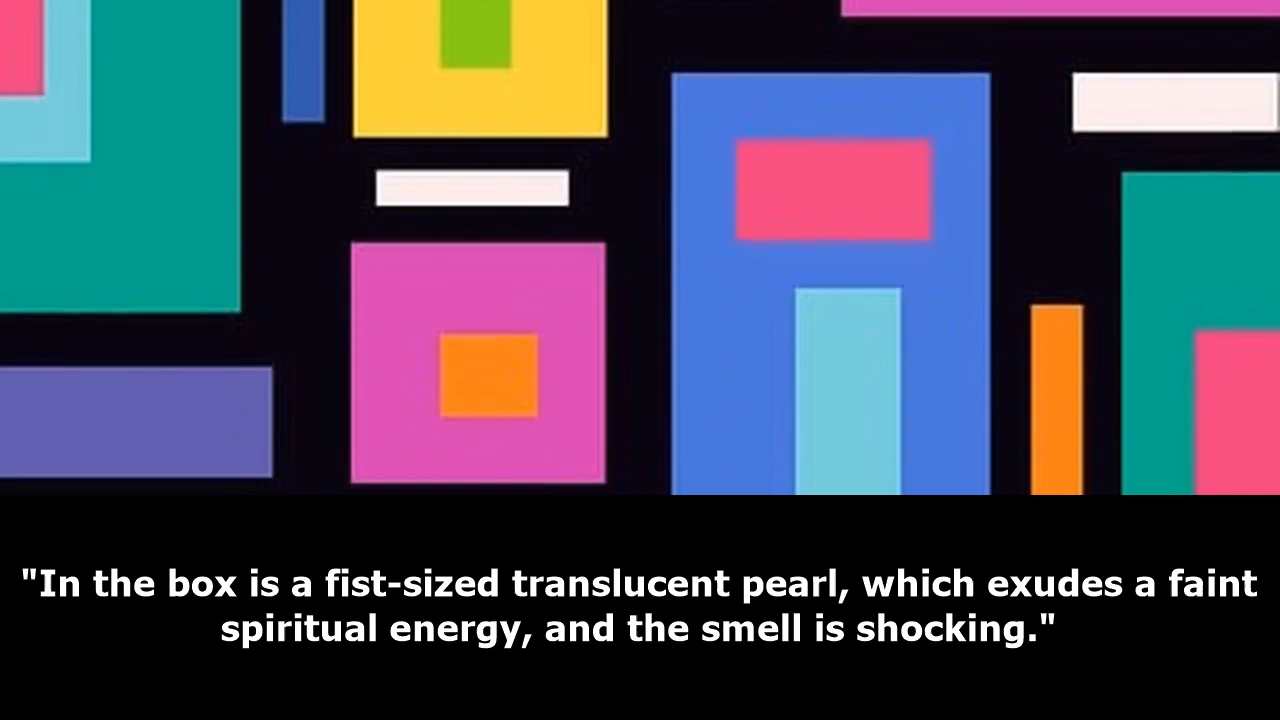 "In the box is a fist-sized translucent pearl, which exudes a faint
spiritual energy, and the smell is shocking."